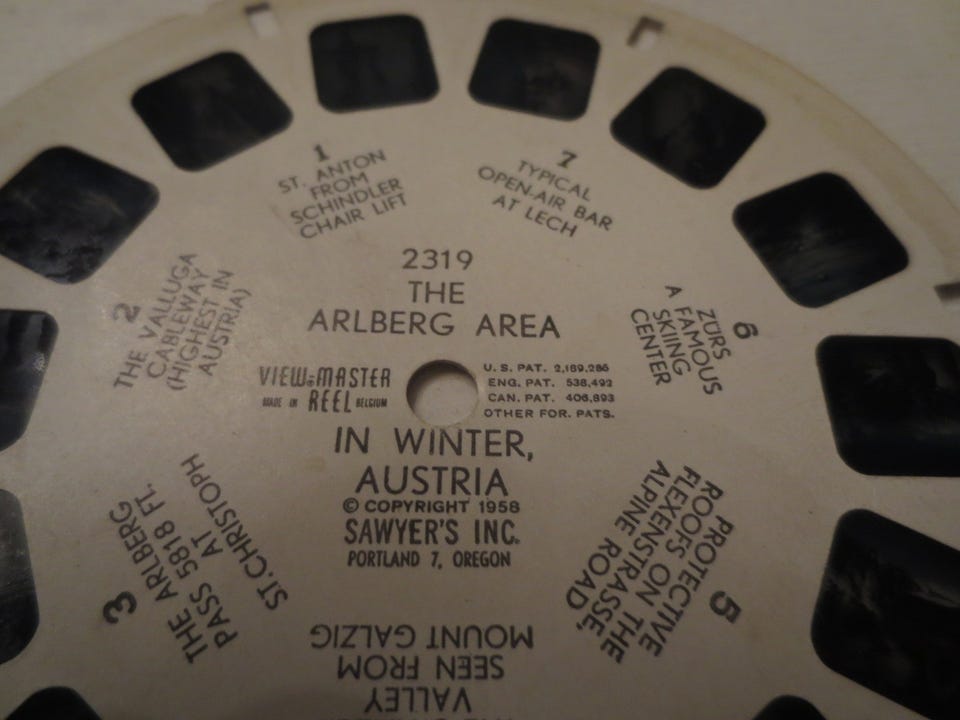 2319
THE
ARLBERG AREA
VIEW-MASTER
MADE IN REEL BELGIUM
U.S. PAT. 2,189,285
ENG. PAT. 538,492
CAN. PAT. 406,893
OTHER FOR. PATS.
IN WINTER,
AUSTRIA
© COPYRIGHT 1958
SAWYER'S INC.
PORTLAND 7, OREGON
1
ST. ANTON
FROM
SCHINDLER
CHAIR LIFT
2
THE VALLUGA
CABLEWAY
(HIGHEST IN
AUSTRIA)
3
THE ARLBERG
PASS 5818 FT.
AT
ST. CHRISTOPH
VALLEY
SEEN FROM
MOUNT GALZIG
5
PROTECTIVE
ROOFS ON THE
FLEXENSTRASSE,
ALPINE ROAD
6
ZÜRS
A FAMOUS
SKIING
CENTER
7
TYPICAL
OPEN-AIR BAR
AT LECH